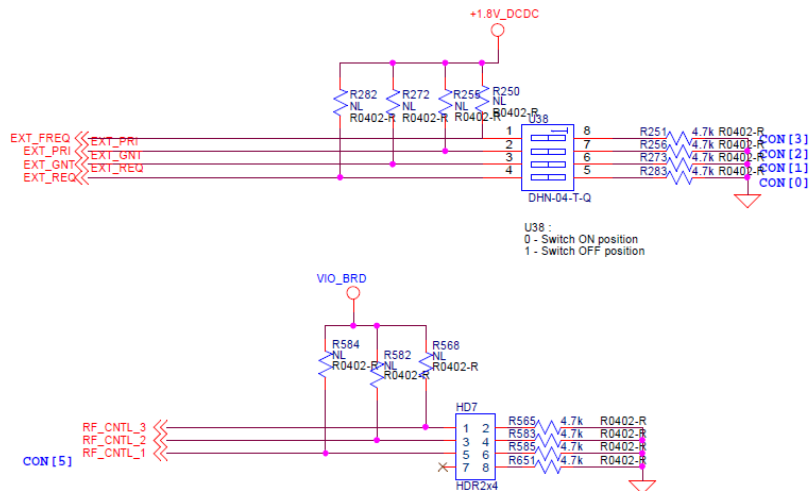 +1.8V_DCDC
R282 R272 R255 R250
NL NL NL NL
R0402-R R0402-R R0402-R R0402-R
U38
EXT_FREQ EXT_PRI 1 8 R251 4.7k R0402-R CON[3]
EXT_PRI EXT_GNT 2 7 R256 4.7k R0402-R CON[2]
EXT_GNT EXT_REQ 3 6 R273 4.7k R0402-R CON[1]
EXT_REQ 4 5 R283 4.7k R0402-R CON[0]
DHN-04-T-Q
U38 :
0 - Switch ON position
1 - Switch OFF position
VIO_BRD
R584 R582 R568
NL NL NL
R0402-R R0402-R R0402-R
HD7
RF_CNTL_3 1 2 R565 4.7k R0402-R
RF_CNTL_2 3 4 R583 4.7k R0402-R
RF_CNTL_1 5 6 R585 4.7k R0402-R
CON[5] 7 8 R651 4.7k R0402-R
HDR2x4